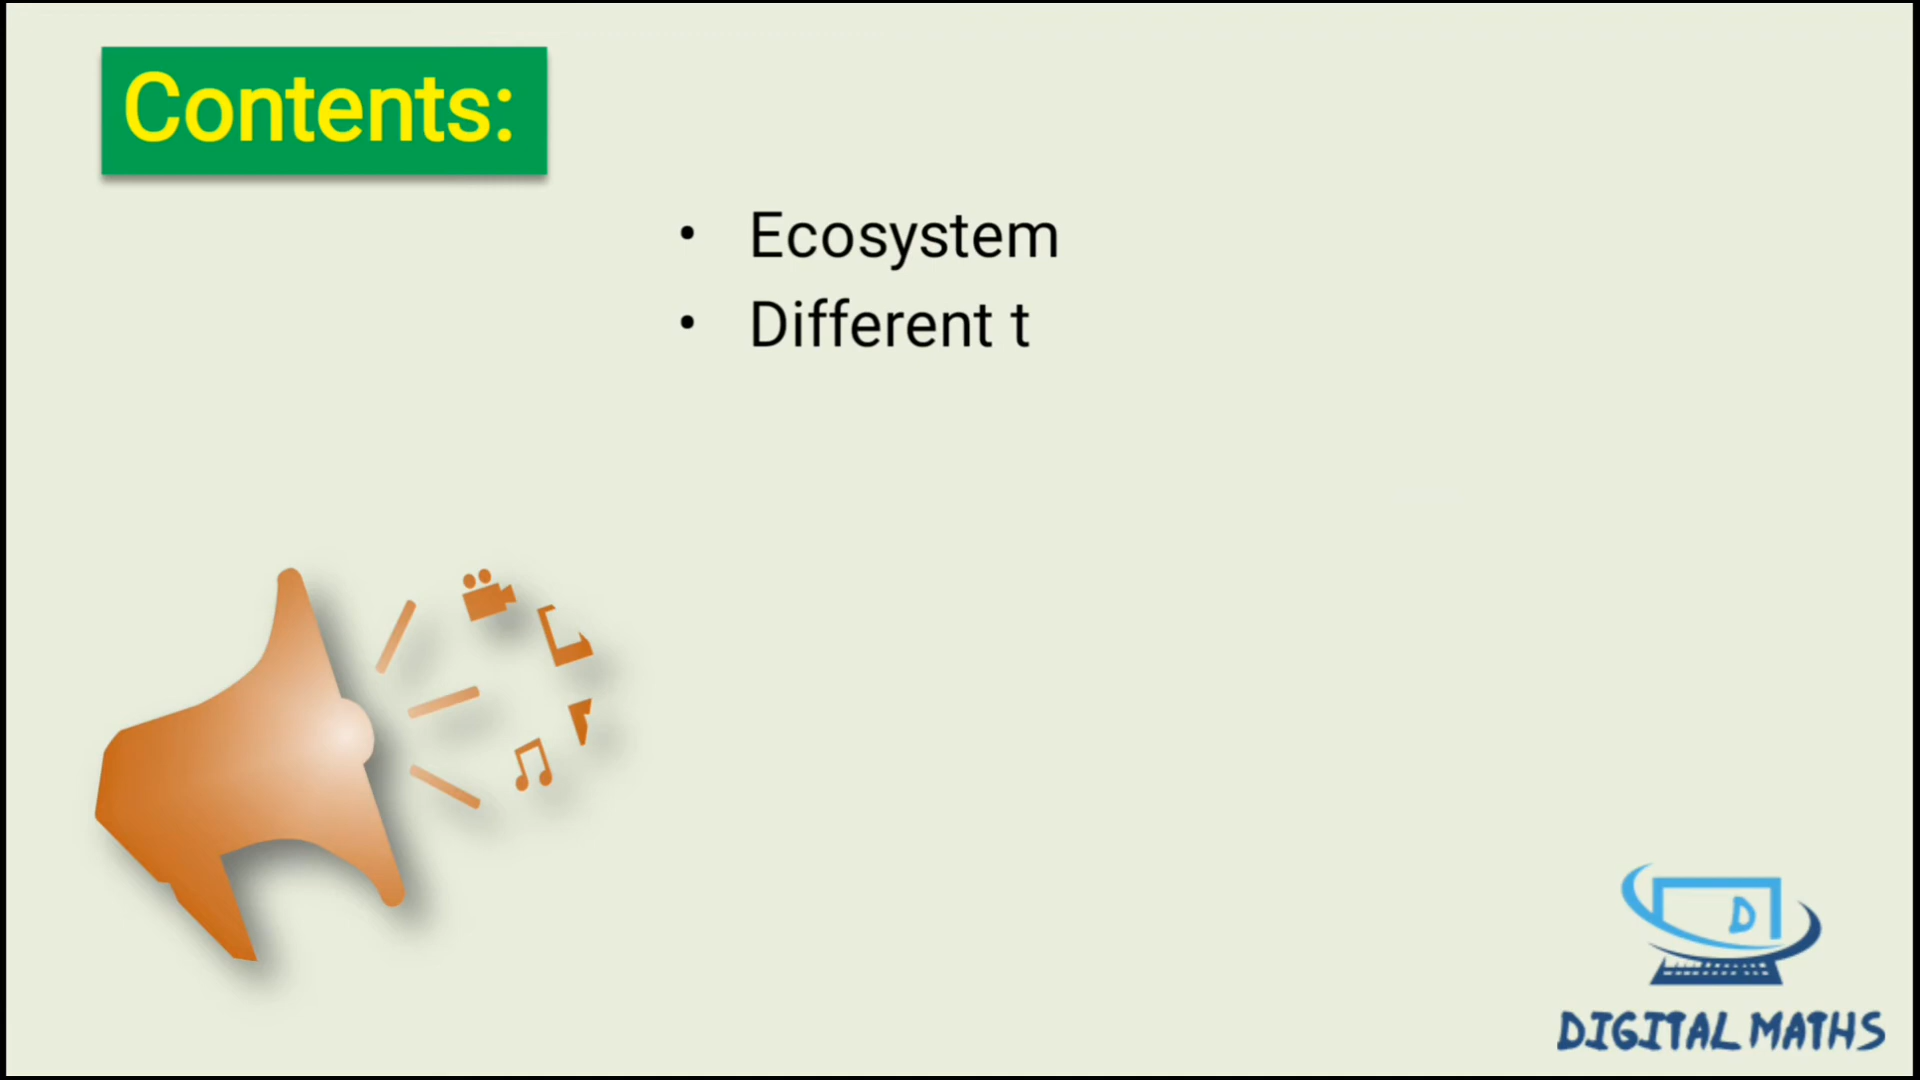 Contents:
• Ecosystem
• Different t
D
DIGITAL MATHS